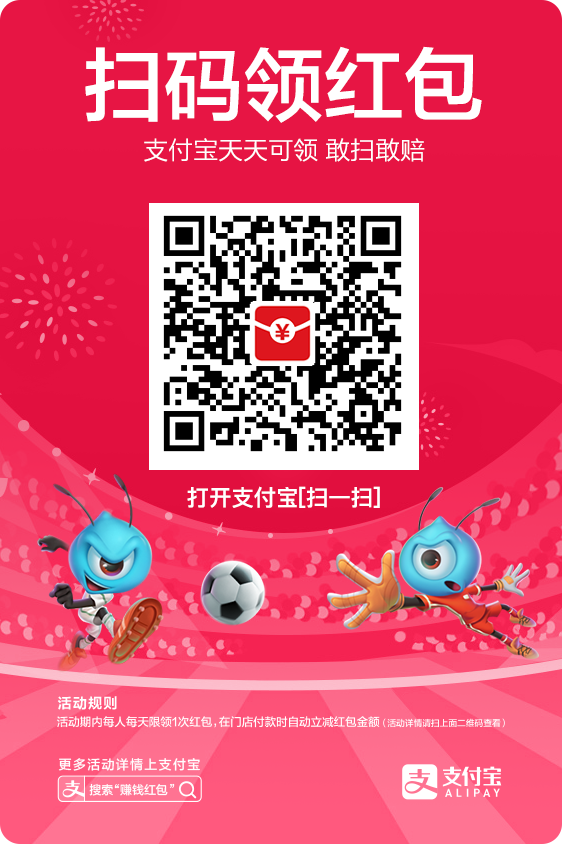 扫码领红包
支付宝天天可领 敢扫敢赔
¥
打开支付宝[扫一扫]
活动规则
活动期内每人每天限领1次红包,在门店付款时自动立减红包金额(活动详情请扫上面二维码查看)
更多活动详情上支付宝
支 搜索“赚钱红包”
支 支付宝
ALIPAY